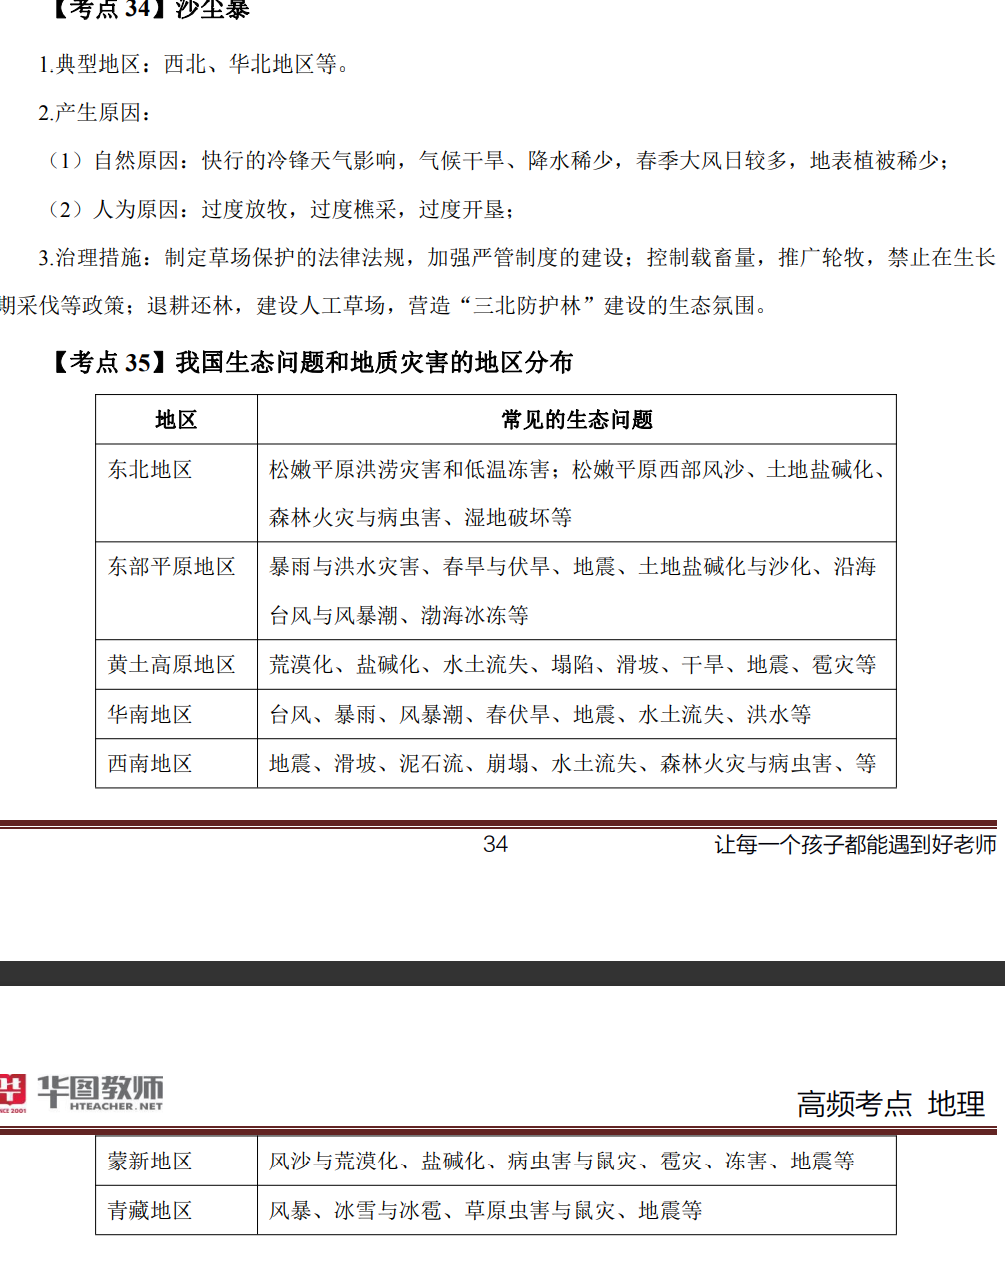 【考点 34】沙尘暴
1.典型地区：西北、华北地区等。
2.产生原因：
（1）自然原因：快行的冷锋天气影响，气候干旱、降水稀少，春季大风日较多，地表植被稀少；
（2）人为原因：过度放牧，过度樵采，过度开垦；
3.治理措施：制定草场保护的法律法规，加强严管制度的建设；控制载畜量，推广轮牧，禁止在生长
期采伐等政策；退耕还林，建设人工草场，营造“三北防护林”建设的生态氛围。
【考点 35】我国生态问题和地质灾害的地区分布
地区 常见的生态问题
东北地区 松嫩平原洪涝灾害和低温冻害；松嫩平原西部风沙、土地盐碱化、
森林火灾与病虫害、湿地破坏等
东部平原地区 暴雨与洪水灾害、春旱与伏旱、地震、土地盐碱化与沙化、沿海
台风与风暴潮、渤海冰冻等
黄土高原地区 荒漠化、盐碱化、水土流失、塌陷、滑坡、干旱、地震、雹灾等
华南地区 台风、暴雨、风暴潮、春伏旱、地震、水土流失、洪水等
西南地区 地震、滑坡、泥石流、崩塌、水土流失、森林火灾与病虫害、等
34 让每一个孩子都能遇到好老师
华图教师
HTEACHER.NET
NCE 2001
高频考点 地理
蒙新地区 风沙与荒漠化、盐碱化、病虫害与鼠灾、雹灾、冻害、地震等
青藏地区 风暴、冰雪与冰雹、草原虫害与鼠灾、地震等